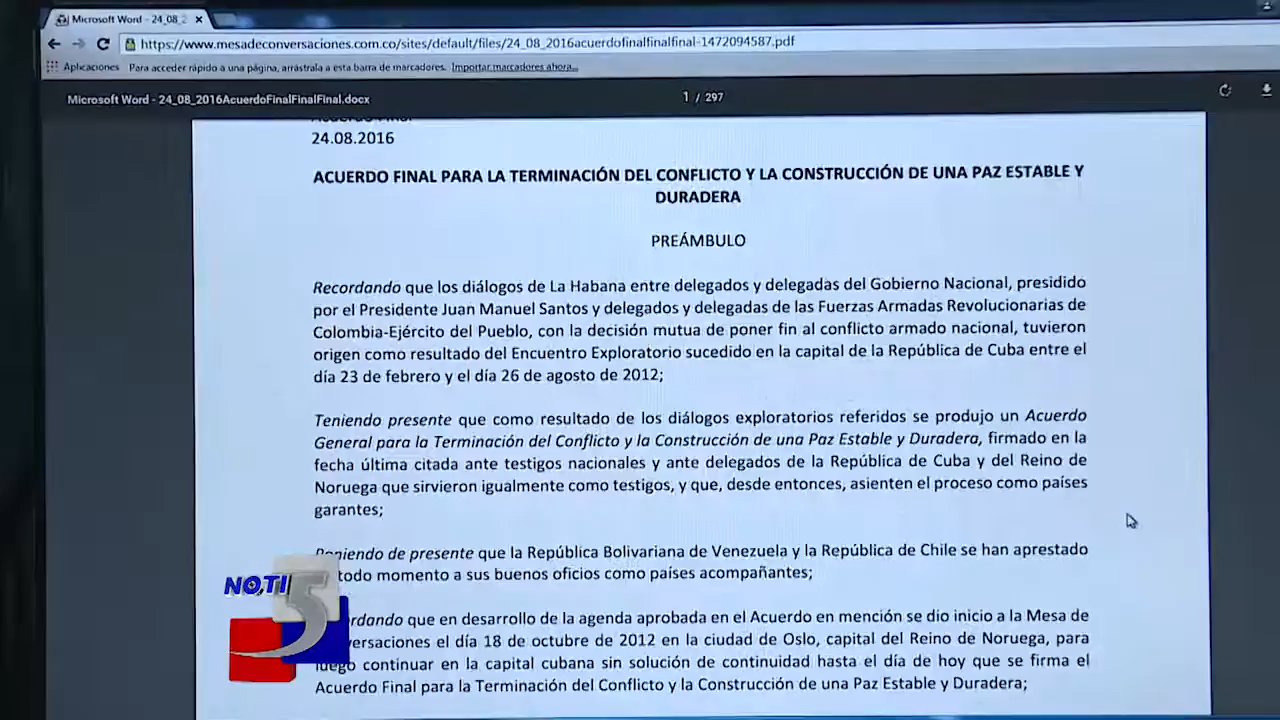 Microsoft Word - 24_08_2
https://www.mesadeconversaciones.com.co/sites/default/files/24_08_2016acuerdofinalfinalfinal-1472094587.pdf
Aplicaciones Para acceder rápido a una página, arrástrala a esta barra de marcadores. Importar marcadores ahora...
Microsoft Word - 24_08_2016AcuerdoFinalFinalFinal.docx 1 / 297
24.08.2016
ACUERDO FINAL PARA LA TERMINACIÓN DEL CONFLICTO Y LA CONSTRUCCIÓN DE UNA PAZ ESTABLE Y
DURADERA
PREÁMBULO
Recordando que los diálogos de La Habana entre delegados y delegadas del Gobierno Nacional, presidido
por el Presidente Juan Manuel Santos y delegados y delegadas de las Fuerzas Armadas Revolucionarias de
Colombia-Ejército del Pueblo, con la decisión mutua de poner fin al conflicto armado nacional, tuvieron
origen como resultado del Encuentro Exploratorio sucedido en la capital de la República de Cuba entre el
día 23 de febrero y el día 26 de agosto de 2012;
Teniendo presente que como resultado de los diálogos exploratorios referidos se produjo un Acuerdo
General para la Terminación del Conflicto y la Construcción de una Paz Estable y Duradera, firmado en la
fecha última citada ante testigos nacionales y ante delegados de la República de Cuba y del Reino de
Noruega que sirvieron igualmente como testigos, y que, desde entonces, asienten el proceso como países
garantes;
Poniendo de presente que la República Bolivariana de Venezuela y la República de Chile se han aprestado
todo momento a sus buenos oficios como países acompañantes;
ordando que en desarrollo de la agenda aprobada en el Acuerdo en mención se dio inicio a la Mesa de
versaciones el día 18 de octubre de 2012 en la ciudad de Oslo, capital del Reino de Noruega, para
luego continuar en la capital cubana sin solución de continuidad hasta el día de hoy que se firma el
Acuerdo Final para la Terminación del Conflicto y la Construcción de una Paz Estable y Duradera;
NOTI 5